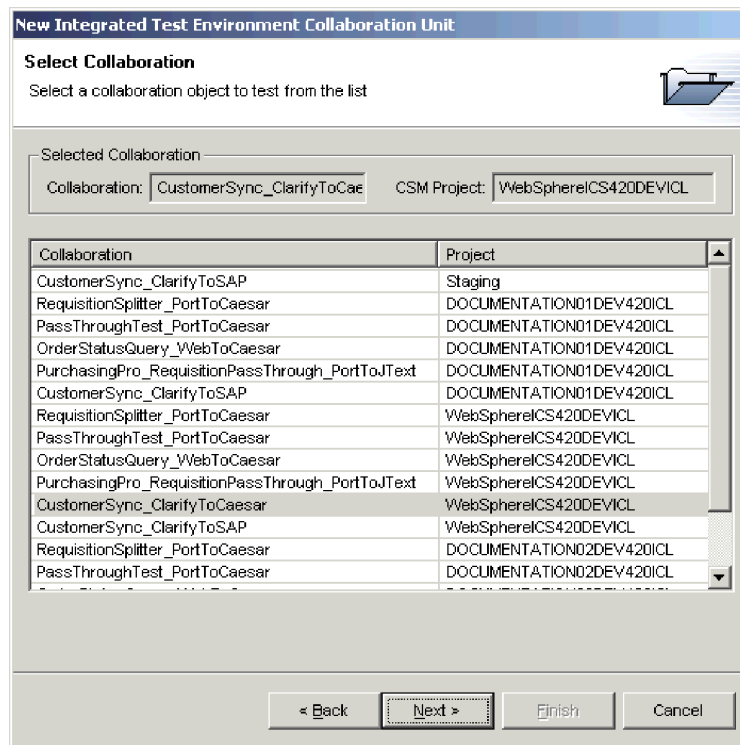 New Integrated Test Environment Collaboration Unit
Select Collaboration
Select a collaboration object to test from the list
Selected Collaboration
Collaboration: CustomerSync_ClarifyToCae CSM Project: WebSphereICS420DEVICL
Collaboration Project
CustomerSync_ClarifyToSAP Staging
RequisitionSplitter_PortToCaesar DOCUMENTATION01DEV420ICL
PassThroughTest_PortToCaesar DOCUMENTATION01DEV420ICL
OrderStatusQuery_WebToCaesar DOCUMENTATION01DEV420ICL
PurchasingPro_RequisitionPassThrough_PortToJText DOCUMENTATION01DEV420ICL
CustomerSync_ClarifyToSAP DOCUMENTATION01DEV420ICL
RequisitionSplitter_PortToCaesar WebSphereICS420DEVICL
PassThroughTest_PortToCaesar WebSphereICS420DEVICL
OrderStatusQuery_WebToCaesar WebSphereICS420DEVICL
PurchasingPro_RequisitionPassThrough_PortToJText WebSphereICS420DEVICL
CustomerSync_ClarifyToCaesar WebSphereICS420DEVICL
CustomerSync_ClarifyToSAP WebSphereICS420DEVICL
RequisitionSplitter_PortToCaesar DOCUMENTATION02DEV420ICL
PassThroughTest_PortToCaesar DOCUMENTATION02DEV420ICL
< Back Next > Finish Cancel